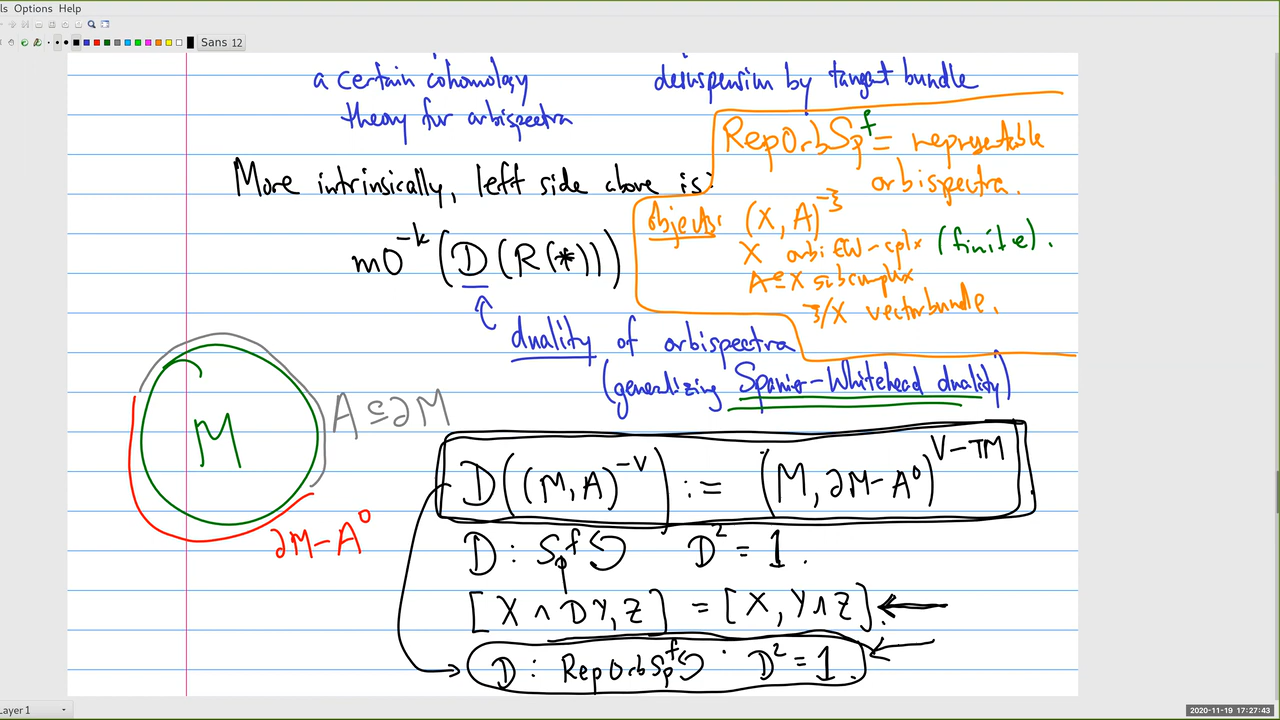 ls Options Help
Sans 12
a certain cohomology
theory for orbispectra
desuspension by tangent bundle
More intrinsically, left side above is:
mO^{-k}(D(R(*)))
RepOrbSp^f = representable
orbispectra.
objects: (X, A)^{-ξ}
X orbi-CW-cplx (finite).
A ⊆ X subcomplex
ξ/X vector bundle.
duality of orbispectra
(generalizing Spanier-Whitehead duality)
M
A ⊆ ∂M
∂M - A°
D((M, A)^{-V}) := (M, ∂M - A°)^{V-TM}
D : Sp^f ↺ D² = 1.
[X ∧ DY, Z] = [X, Y ∧ Z].
D : RepOrbSp^f ↺ D² = 1
Layer 1
2020-11-19 17:27:43